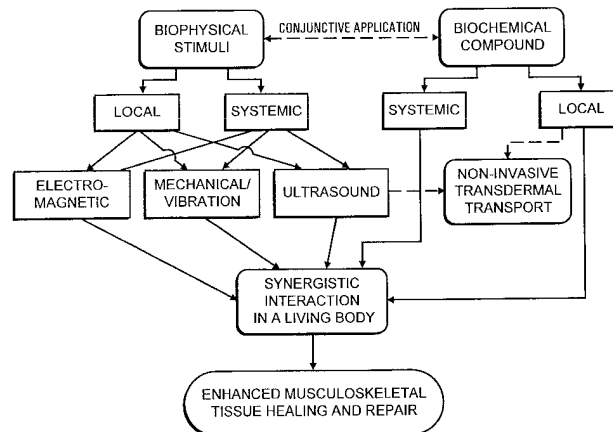 BIOPHYSICAL
STIMULI
CONJUNCTIVE APPLICATION
BIOCHEMICAL
COMPOUND
LOCAL
SYSTEMIC
SYSTEMIC
LOCAL
ELECTRO-
MAGNETIC
MECHANICAL/
VIBRATION
ULTRASOUND
NON-INVASIVE
TRANSDERMAL
TRANSPORT
SYNERGISTIC
INTERACTION
IN A LIVING BODY
ENHANCED MUSCULOSKELETAL
TISSUE HEALING AND REPAIR